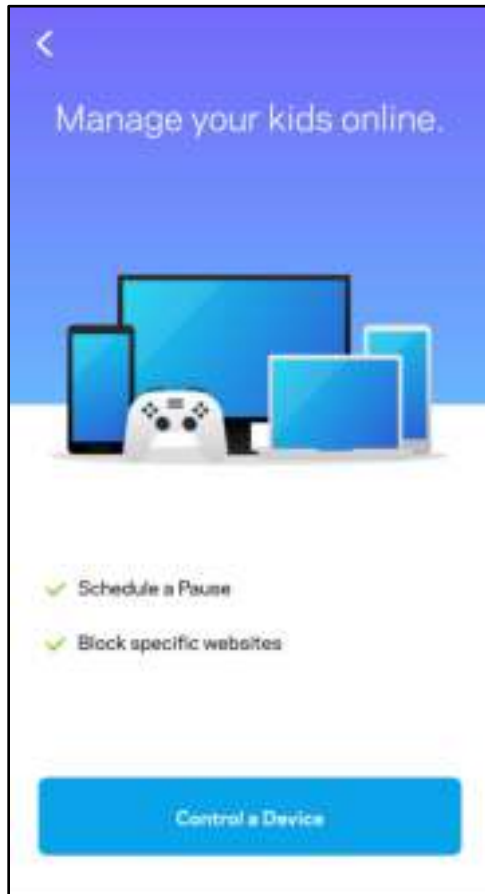 Manage your kids online.
Schedule a Pause
Block specific websites
Control a Device